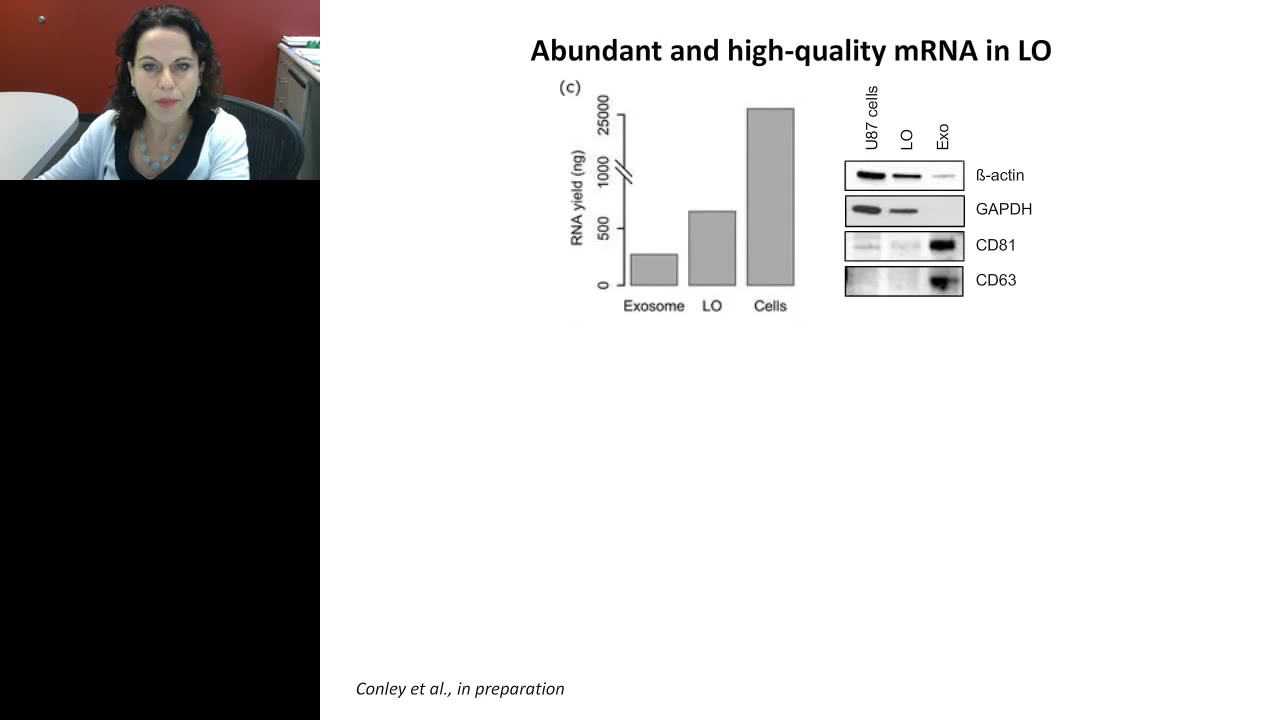 Abundant and high-quality mRNA in LO
(c)
RNA yield (ng)
25000
1000
500
0
Exosome LO Cells
U87 cells
LO
Exo
ß-actin
GAPDH
CD81
CD63
Conley et al., in preparation